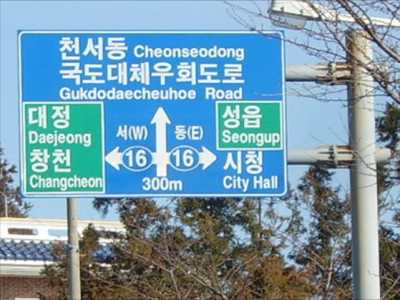 천서동 Cheonseodong
국도대체우회도로
Gukdodaecheuhoe Road
대정
Daejeong
창천
Changcheon
서(W) 동(E)
16 16
300m
성읍
Seongup
시청
City Hall